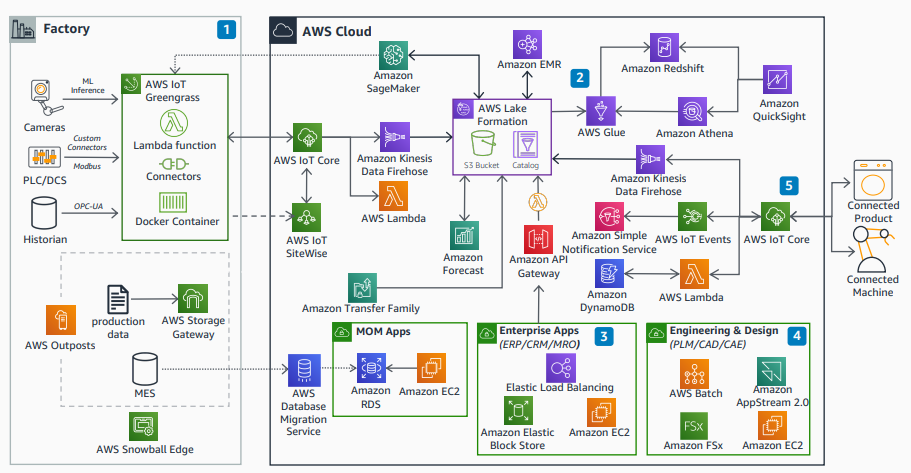 Factory
1
AWS Cloud
ML
Inference
Cameras
Custom
Connectors
Modbus
PLC/DCS
OPC-UA
Historian
AWS IoT
Greengrass
Lambda function
Connectors
Docker Container
production
data
AWS Storage
Gateway
AWS Outposts
MES
AWS Snowball Edge
Amazon
SageMaker
Amazon EMR
2
Amazon Redshift
AWS Lake
Formation
S3 Bucket
Catalog
AWS Glue
Amazon Athena
Amazon
QuickSight
AWS IoT Core
Amazon Kinesis
Data Firehose
AWS Lambda
AWS IoT
SiteWise
Amazon
Forecast
Amazon API
Gateway
Amazon Transfer Family
Amazon Kinesis
Data Firehose
5
Amazon Simple
Notification Service
AWS IoT Events
AWS IoT Core
Amazon
DynamoDB
AWS Lambda
Connected
Product
Connected
Machine
AWS
Database
Migration
Service
MOM Apps
Amazon
RDS
Amazon EC2
Enterprise Apps
(ERP/CRM/MRO)
3
Elastic Load Balancing
Amazon Elastic
Block Store
Amazon EC2
Engineering & Design
(PLM/CAD/CAE)
4
AWS Batch
Amazon
AppStream 2.0
FSx
Amazon FSx
Amazon EC2